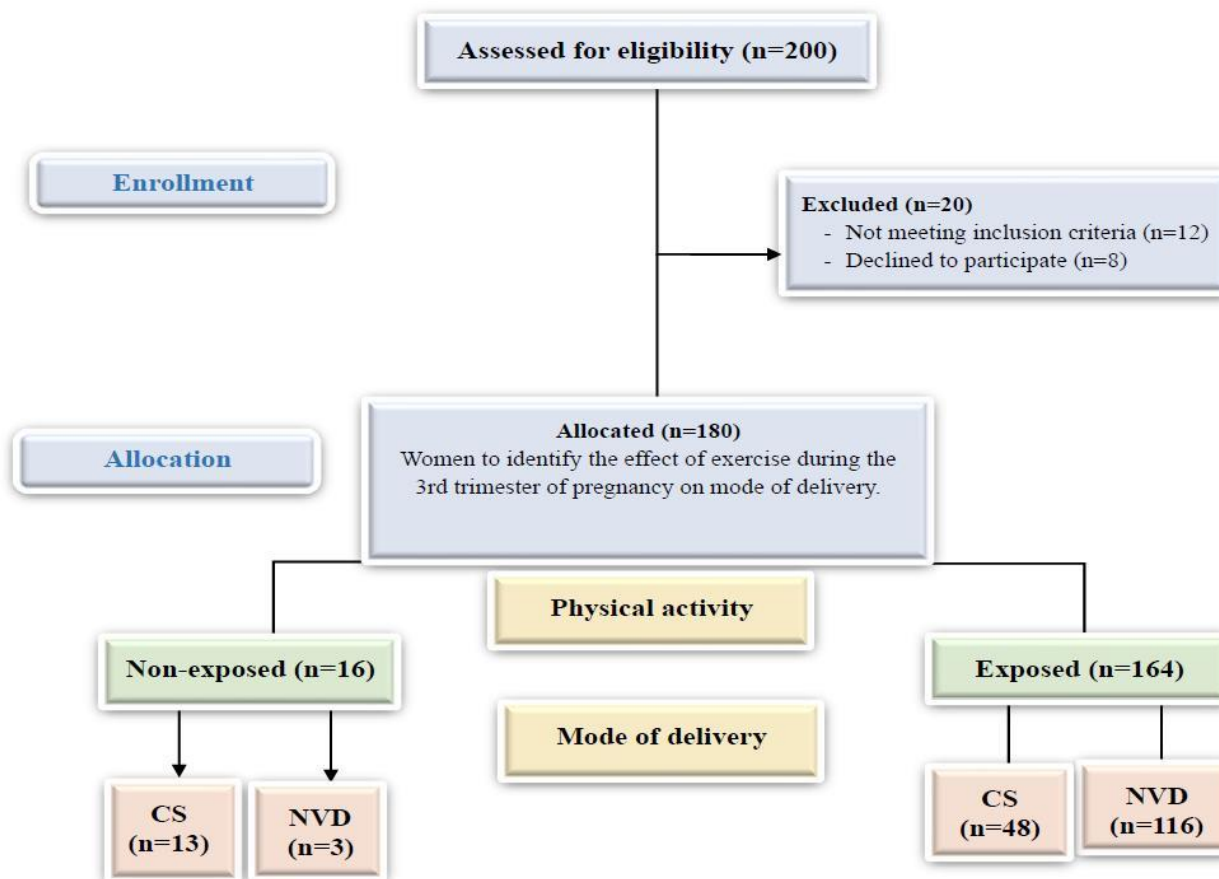 Assessed for eligibility (n=200)
Enrollment
Excluded (n=20)
- Not meeting inclusion criteria (n=12)
- Declined to participate (n=8)
Allocation
Allocated (n=180)
Women to identify the effect of exercise during the
3rd trimester of pregnancy on mode of delivery.
Physical activity
Non-exposed (n=16)
Exposed (n=164)
Mode of delivery
CS
(n=13)
NVD
(n=3)
CS
(n=48)
NVD
(n=116)